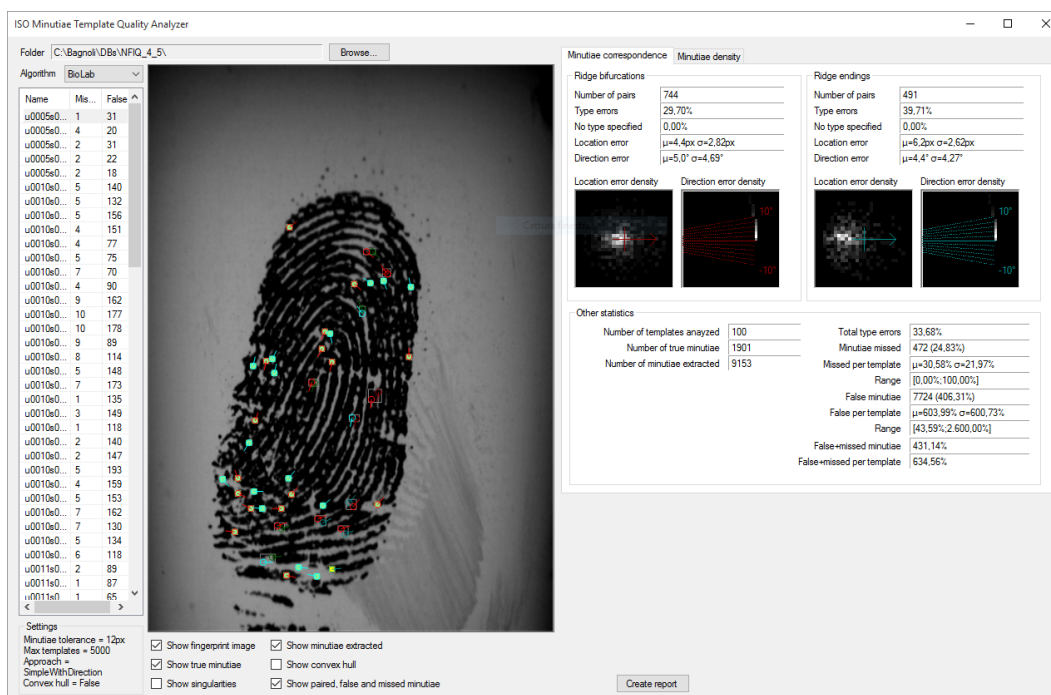 ISO Minutiae Template Quality Analyzer
Folder C:\Bagnoli\DBs\NFIQ_4_5\ Browse...
Algorithm BioLab
Name Mis... False
u0005s0... 1 31
u0005s0... 4 20
u0005s0... 2 31
u0005s0... 2 22
u0005s0... 2 18
u0010s0... 5 140
u0010s0... 5 132
u0010s0... 5 156
u0010s0... 4 151
u0010s0... 4 77
u0010s0... 5 75
u0010s0... 7 70
u0010s0... 4 90
u0010s0... 9 162
u0010s0... 10 177
u0010s0... 10 178
u0010s0... 9 89
u0010s0... 8 114
u0010s0... 5 148
u0010s0... 7 173
u0010s0... 1 135
u0010s0... 3 149
u0010s0... 1 118
u0010s0... 2 140
u0010s0... 2 147
u0010s0... 5 193
u0010s0... 4 159
u0010s0... 5 153
u0010s0... 7 162
u0010s0... 7 130
u0010s0... 5 134
u0010s0... 6 118
u0011s0... 2 89
u0011s0... 1 87
u0011s0... 1 65
Settings
Minutiae tolerance = 12px
Max templates = 5000
Approach =
SimpleWithDirection
Convex hull = False
Show fingerprint image
Show true minutiae
Show singularities
Show minutiae extracted
Show convex hull
Show paired, false and missed minutiae
Minutiae correspondence Minutiae density
Ridge bifurcations
Number of pairs 744
Type errors 29,70%
No type specified 0,00%
Location error μ=4,4px σ=2,82px
Direction error μ=5,0° σ=4,69°
Location error density Direction error density
10°
-10°
Ridge endings
Number of pairs 491
Type errors 39,71%
No type specified 0,00%
Location error μ=6,2px σ=2,62px
Direction error μ=4,4° σ=4,27°
Location error density Direction error density
10°
-10°
Other statistics
Number of templates anayzed 100
Number of true minutiae 1901
Number of minutiae extracted 9153
Total type errors 33,68%
Minutiae missed 472 (24,83%)
Missed per template μ=30,58% σ=21,97%
Range [0,00%;100,00%]
False minutiae 7724 (406,31%)
False per template μ=603,99% σ=600,73%
Range [43,59%;2.600,00%]
False+missed minutiae 431,14%
False+missed per template 634,56%
Create report